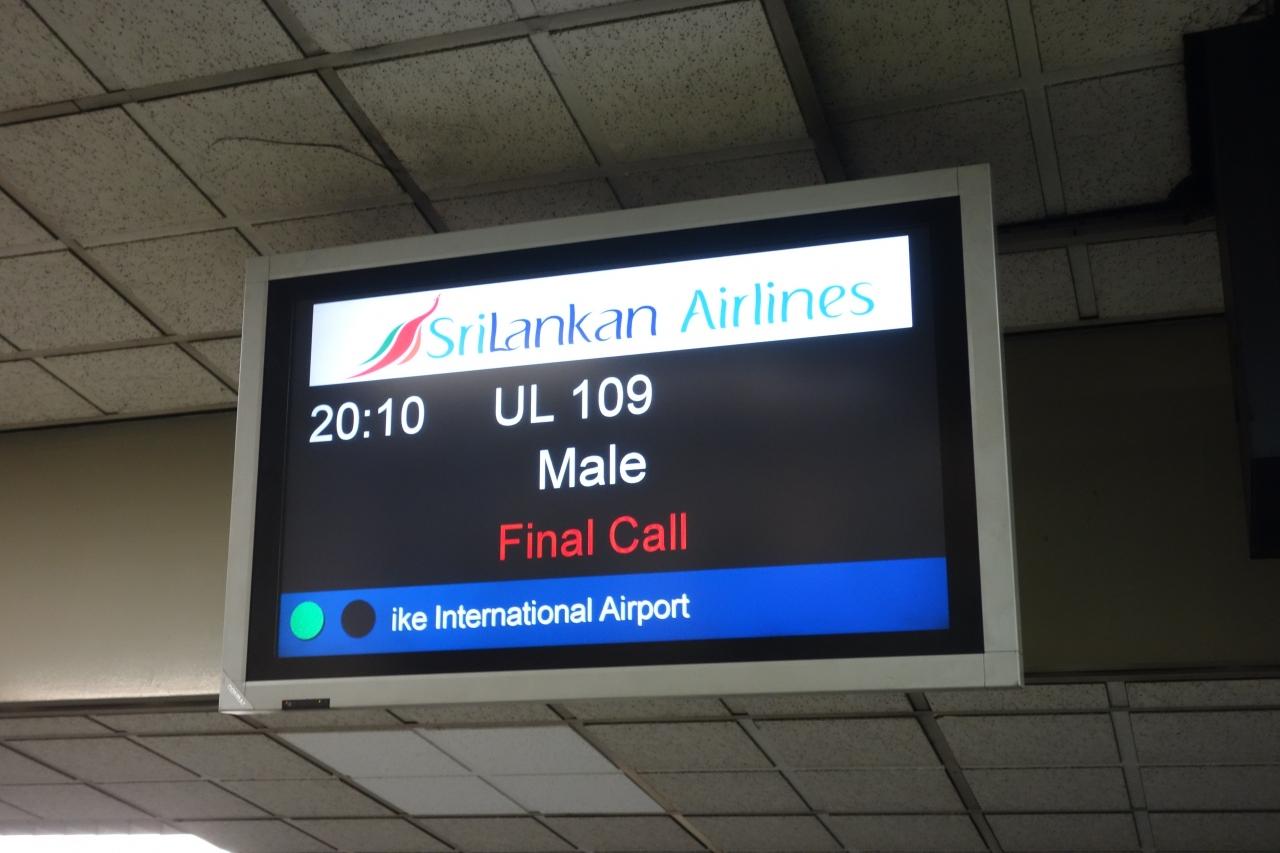 SriLankan Airlines
20:10 UL 109
Male
Final Call
ike International Airport